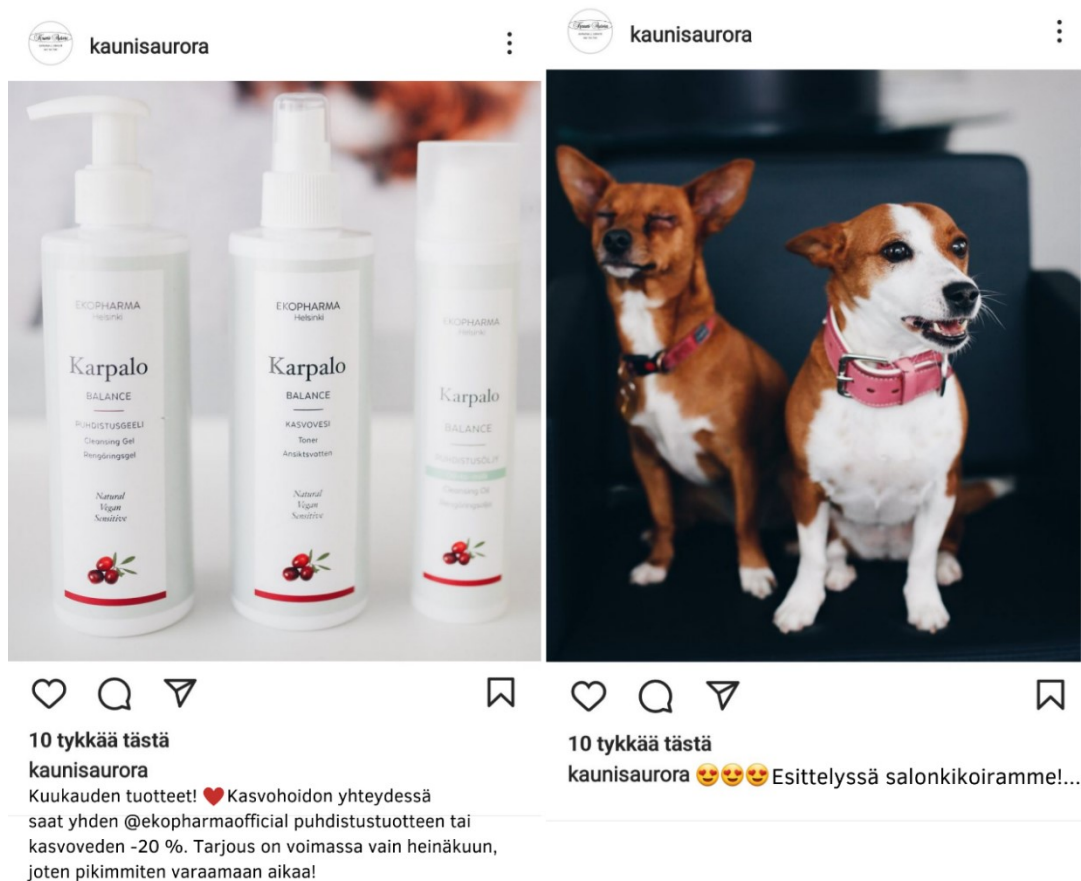 kaunisaurora
EKOPHARMA
Helsinki
Karpalo
BALANCE
PUHDISTUSGEELI
Cleansing Gel
Rengöringsgel
Natural
Vegan
Sensitive
EKOPHARMA
Helsinki
Karpalo
BALANCE
KASVOVESI
Toner
Ansiktsvatten
Natural
Vegan
Sensitive
EKOPHARMA
Helsinki
Karpalo
BALANCE
PUHDISTUSÖLJY
Cleansing Oil
10 tykkää tästä
kaunisaurora
Kuukauden tuotteet! ❤️Kasvohoidon yhteydessä
saat yhden @ekopharmaofficial puhdistustuotteen tai
kasvoveden -20 %. Tarjous on voimassa vain heinäkuun,
joten pikimmiten varaamaan aikaa!
kaunisaurora
10 tykkää tästä
kaunisaurora 😍😍😍Esittelyssä salonkikoiramme!...